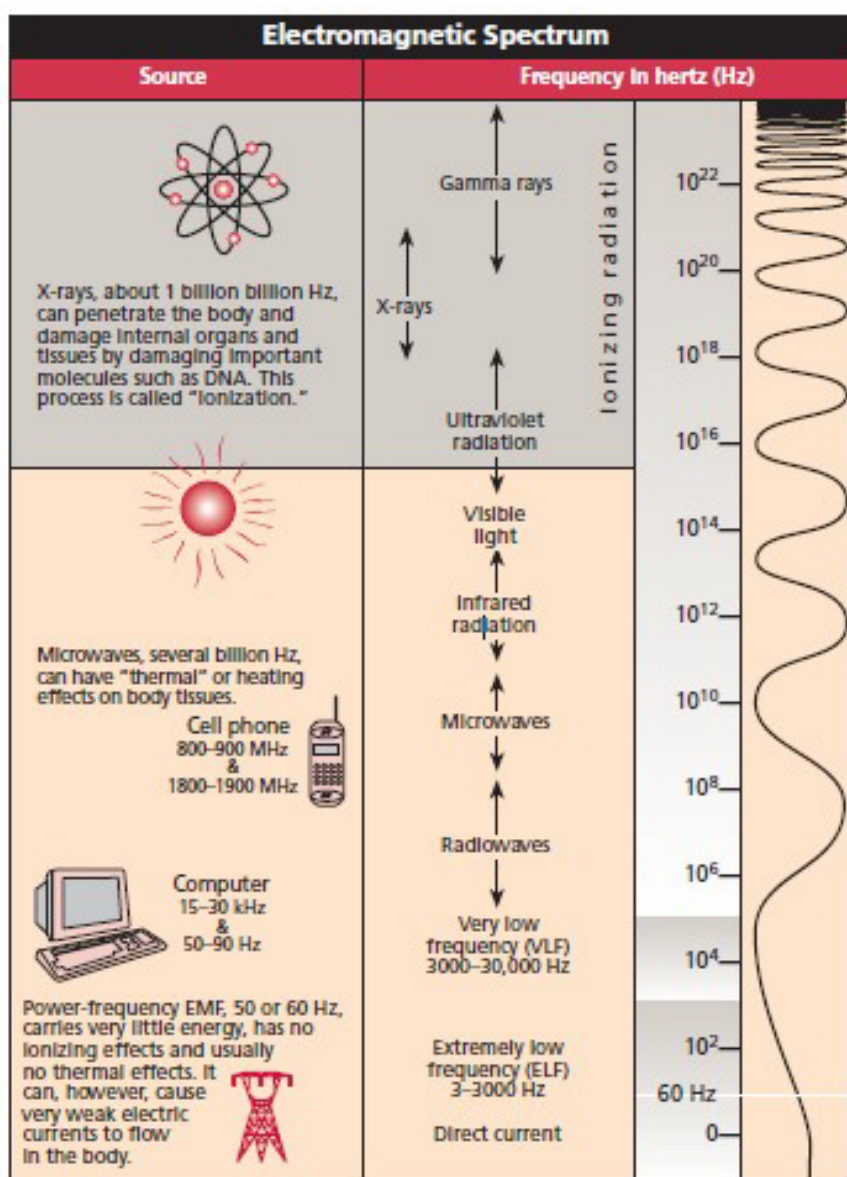 Electromagnetic Spectrum
Source
Frequency in hertz (Hz)
X-rays, about 1 billion billion Hz,
can penetrate the body and
damage internal organs and
tissues by damaging important
molecules such as DNA. This
process is called “ionization.”
Microwaves, several billion Hz,
can have “thermal” or heating
effects on body tissues.
Cell phone
800–900 MHz
&
1800–1900 MHz
Computer
15–30 kHz
&
50–90 Hz
Power-frequency EMF, 50 or 60 Hz,
carries very little energy, has no
ionizing effects and usually
no thermal effects. It
can, however, cause
very weak electric
currents to flow
in the body.
Gamma rays
X-rays
Ultraviolet
radiation
Visible
light
Infrared
radiation
Microwaves
Radiowaves
Very low
frequency (VLF)
3000–30,000 Hz
Extremely low
frequency (ELF)
3–3000 Hz
Direct current
Ionizing radiation
10²²
10²⁰
10¹⁸
10¹⁶
10¹⁴
10¹²
10¹⁰
10⁸
10⁶
10⁴
10²
60 Hz
0